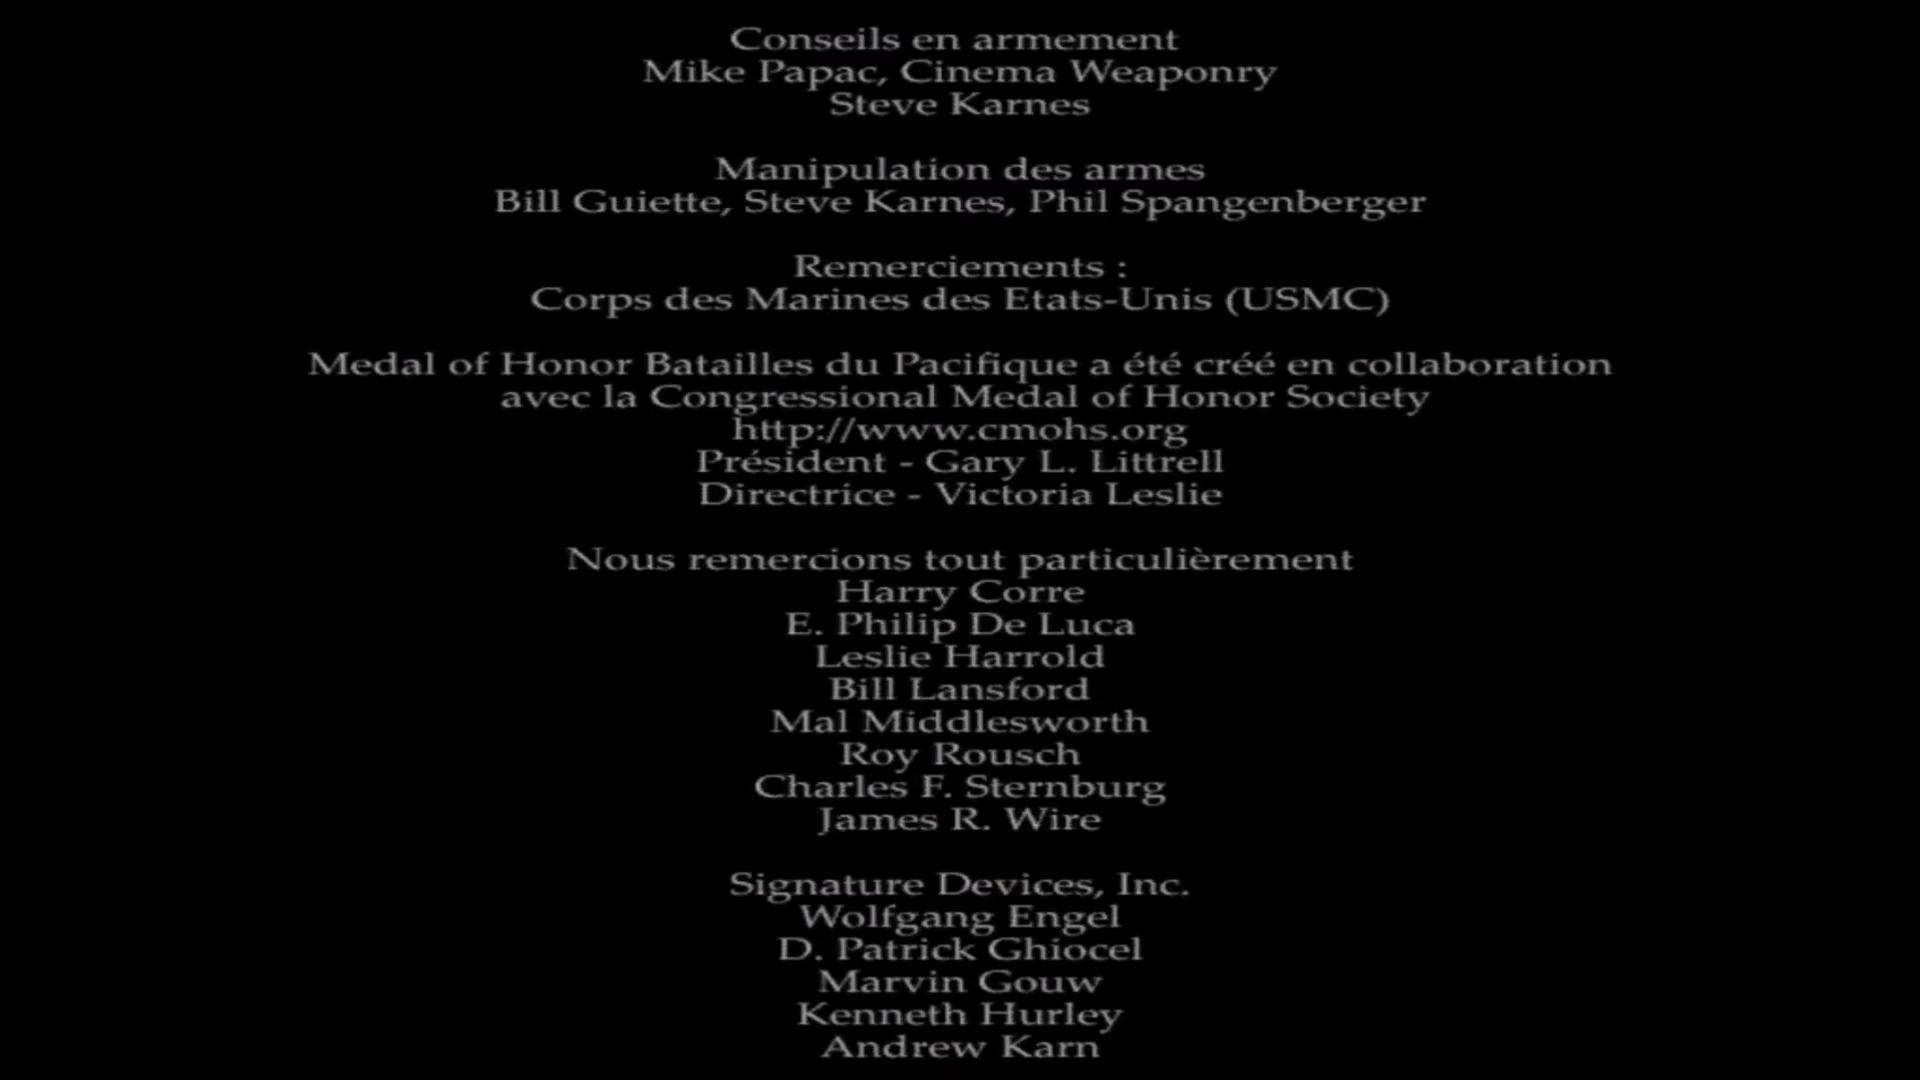 Conseils en armement
Mike Papac, Cinema Weaponry
Steve Karnes
Manipulation des armes
Bill Guiette, Steve Karnes, Phil Spangenberger
Remerciements :
Corps des Marines des Etats-Unis (USMC)
Medal of Honor Batailles du Pacifique a été créé en collaboration
avec la Congressional Medal of Honor Society
http://www.cmohs.org
Président - Gary L. Littrell
Directrice - Victoria Leslie
Nous remercions tout particulièrement
Harry Corre
E. Philip De Luca
Leslie Harrold
Bill Lansford
Mal Middlesworth
Roy Rousch
Charles F. Sternburg
James R. Wire
Signature Devices, Inc.
Wolfgang Engel
D. Patrick Ghiocel
Marvin Gouw
Kenneth Hurley
Andrew Karn